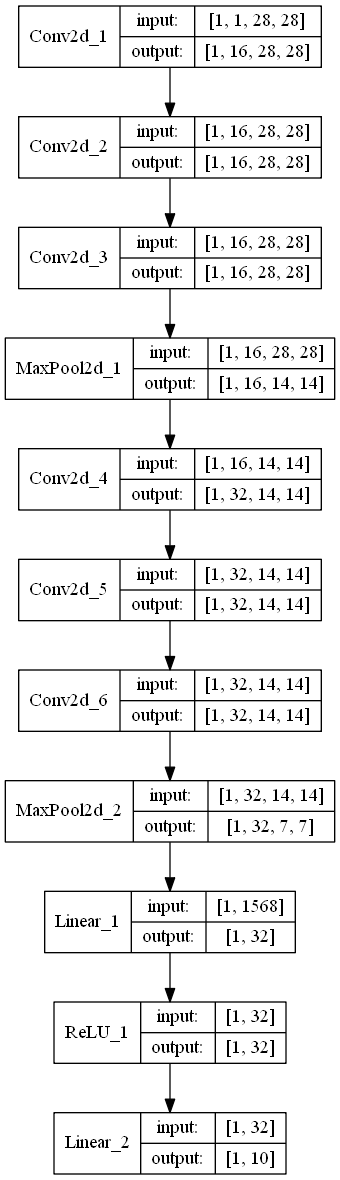 Conv2d_1 input: [1, 1, 28, 28]
output: [1, 16, 28, 28]
Conv2d_2 input: [1, 16, 28, 28]
output: [1, 16, 28, 28]
Conv2d_3 input: [1, 16, 28, 28]
output: [1, 16, 28, 28]
MaxPool2d_1 input: [1, 16, 28, 28]
output: [1, 16, 14, 14]
Conv2d_4 input: [1, 16, 14, 14]
output: [1, 32, 14, 14]
Conv2d_5 input: [1, 32, 14, 14]
output: [1, 32, 14, 14]
Conv2d_6 input: [1, 32, 14, 14]
output: [1, 32, 14, 14]
MaxPool2d_2 input: [1, 32, 14, 14]
output: [1, 32, 7, 7]
Linear_1 input: [1, 1568]
output: [1, 32]
ReLU_1 input: [1, 32]
output: [1, 32]
Linear_2 input: [1, 32]
output: [1, 10]